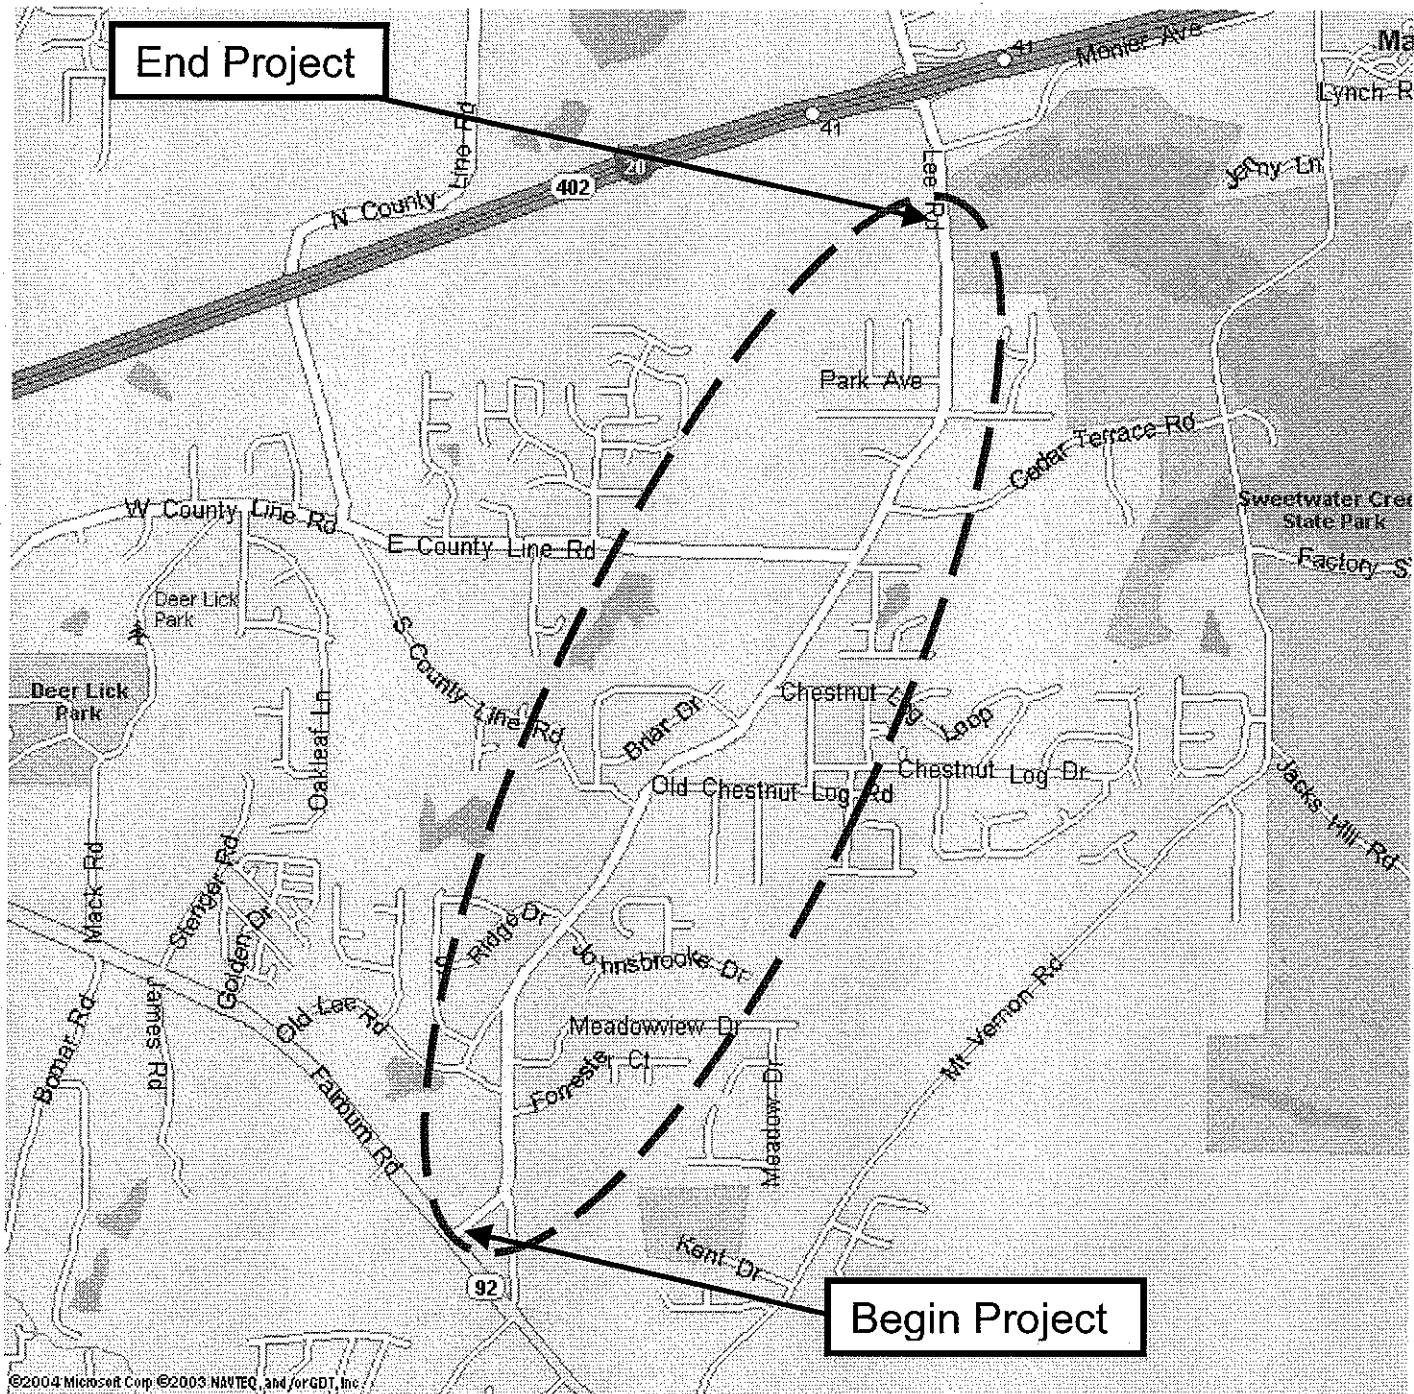 End Project
41
Monier Ave
Ma
Lynch R
Line Rd
41
20
402
Lee Rd
Jerny Ln
N County
Park Ave
Cedar Terrace Rd
W County Line Rd
E County Line Rd
Sweetwater Cree
State Park
Factory S
Deer Lick
Park
S County Line Rd
Deer Lick
Park
Oakleaf Ln
Briar Dr
Chestnut Log Loop
Old Chestnut Log Rd
Chestnut Log Dr
Jacks Hill Rd
Mack Rd
Stenger Rd
Golden Dr
S Ridge Dr
Johnsbrooke Dr
James Rd
Bomar Rd
Old Lee Rd
Meadowview Dr
Forrester Ct
Mt Vernon Rd
Fairburn Rd
Meadow Dr
Kent Dr
92
Begin Project
©2004 Microsoft Corp ©2003 NAVTEQ, and /or GDT, Inc.